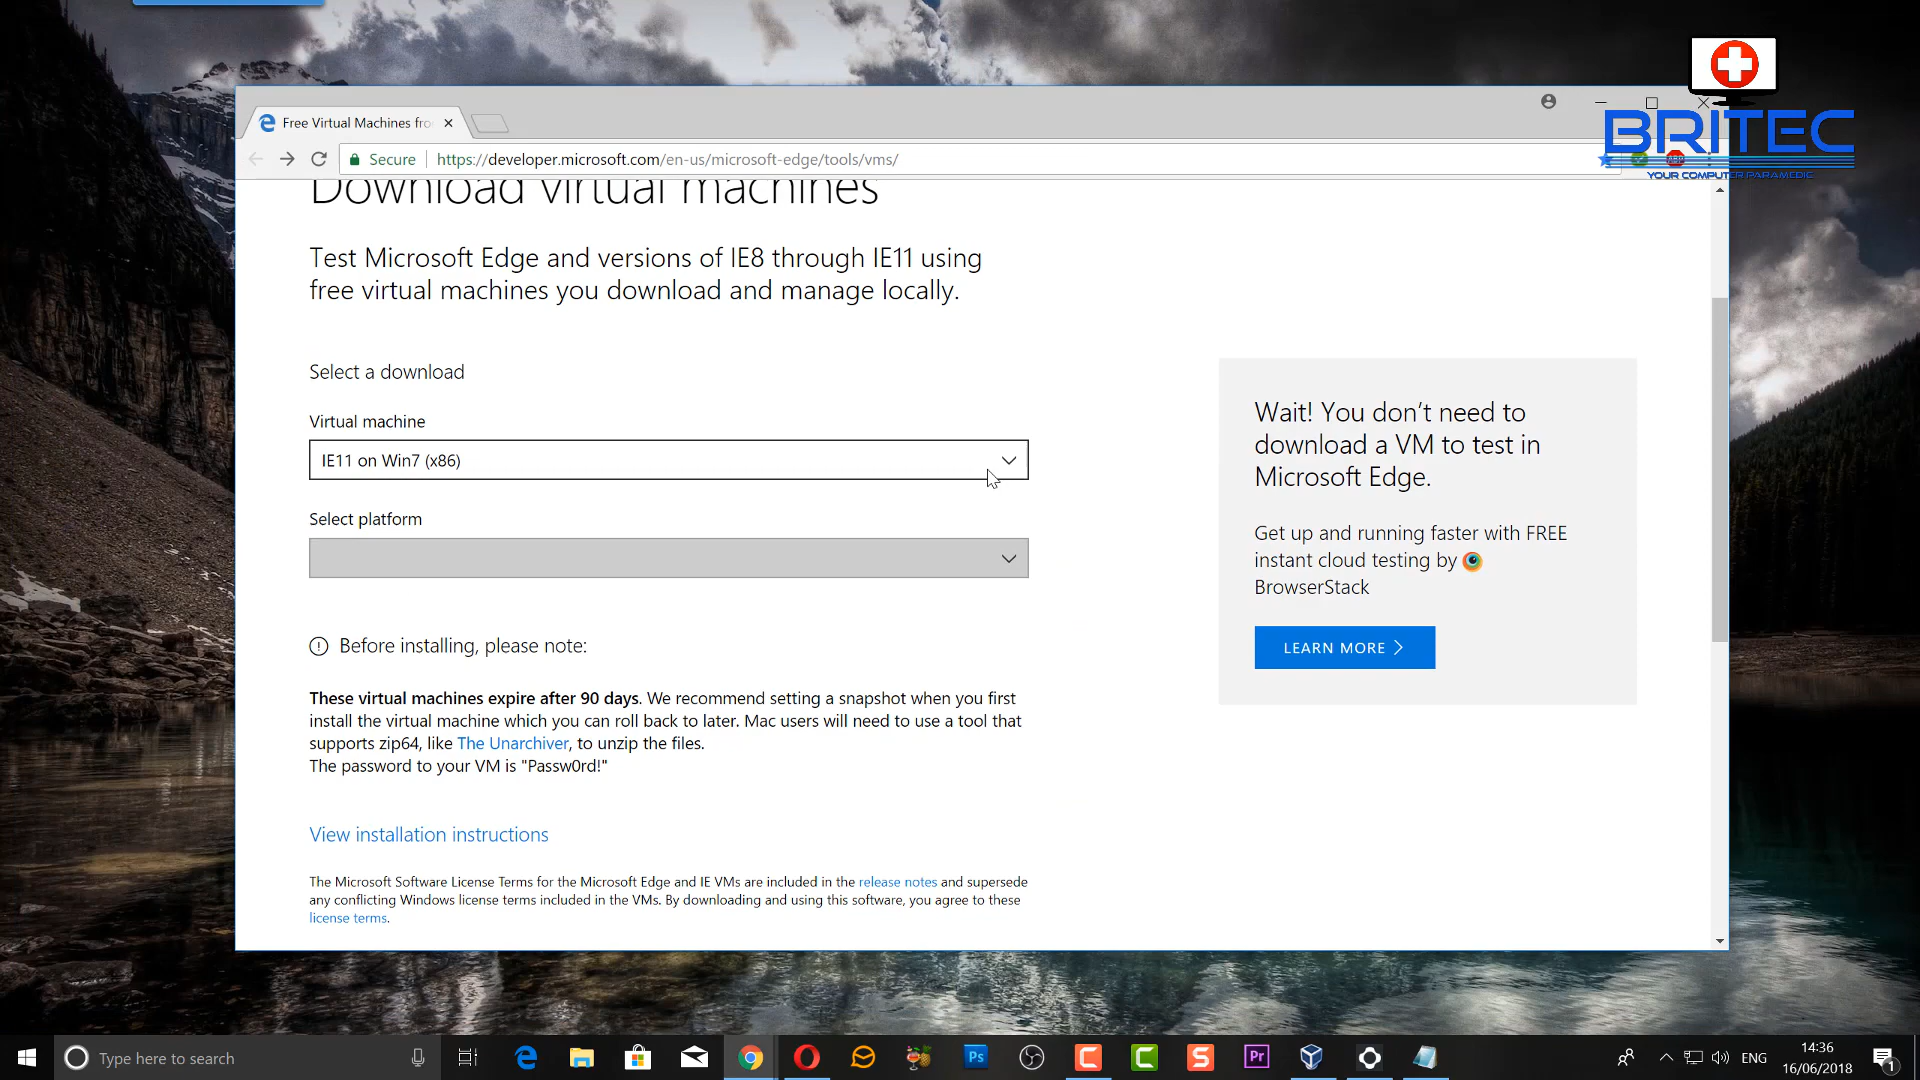 BRITEC
YOUR COMPUTER PARAMEDIC
Free Virtual Machines fro
Secure
https://developer.microsoft.com/en-us/microsoft-edge/tools/vms/
ABP
Download virtual machines
Test Microsoft Edge and versions of IE8 through IE11 using
free virtual machines you download and manage locally.
Select a download
Virtual machine
IE11 on Win7 (x86)
Select platform
Before installing, please note:
These virtual machines expire after 90 days. We recommend setting a snapshot when you first
install the virtual machine which you can roll back to later. Mac users will need to use a tool that
supports zip64, like The Unarchiver, to unzip the files.
The password to your VM is "Passw0rd!"
View installation instructions
The Microsoft Software License Terms for the Microsoft Edge and IE VMs are included in the release notes and supersede
any conflicting Windows license terms included in the VMs. By downloading and using this software, you agree to these
license terms.
Wait! You don’t need to
download a VM to test in
Microsoft Edge.
Get up and running faster with FREE
instant cloud testing by
BrowserStack
LEARN MORE
Type here to search
Ps
C
C
S
Pr
ENG
14:36
16/06/2018
1